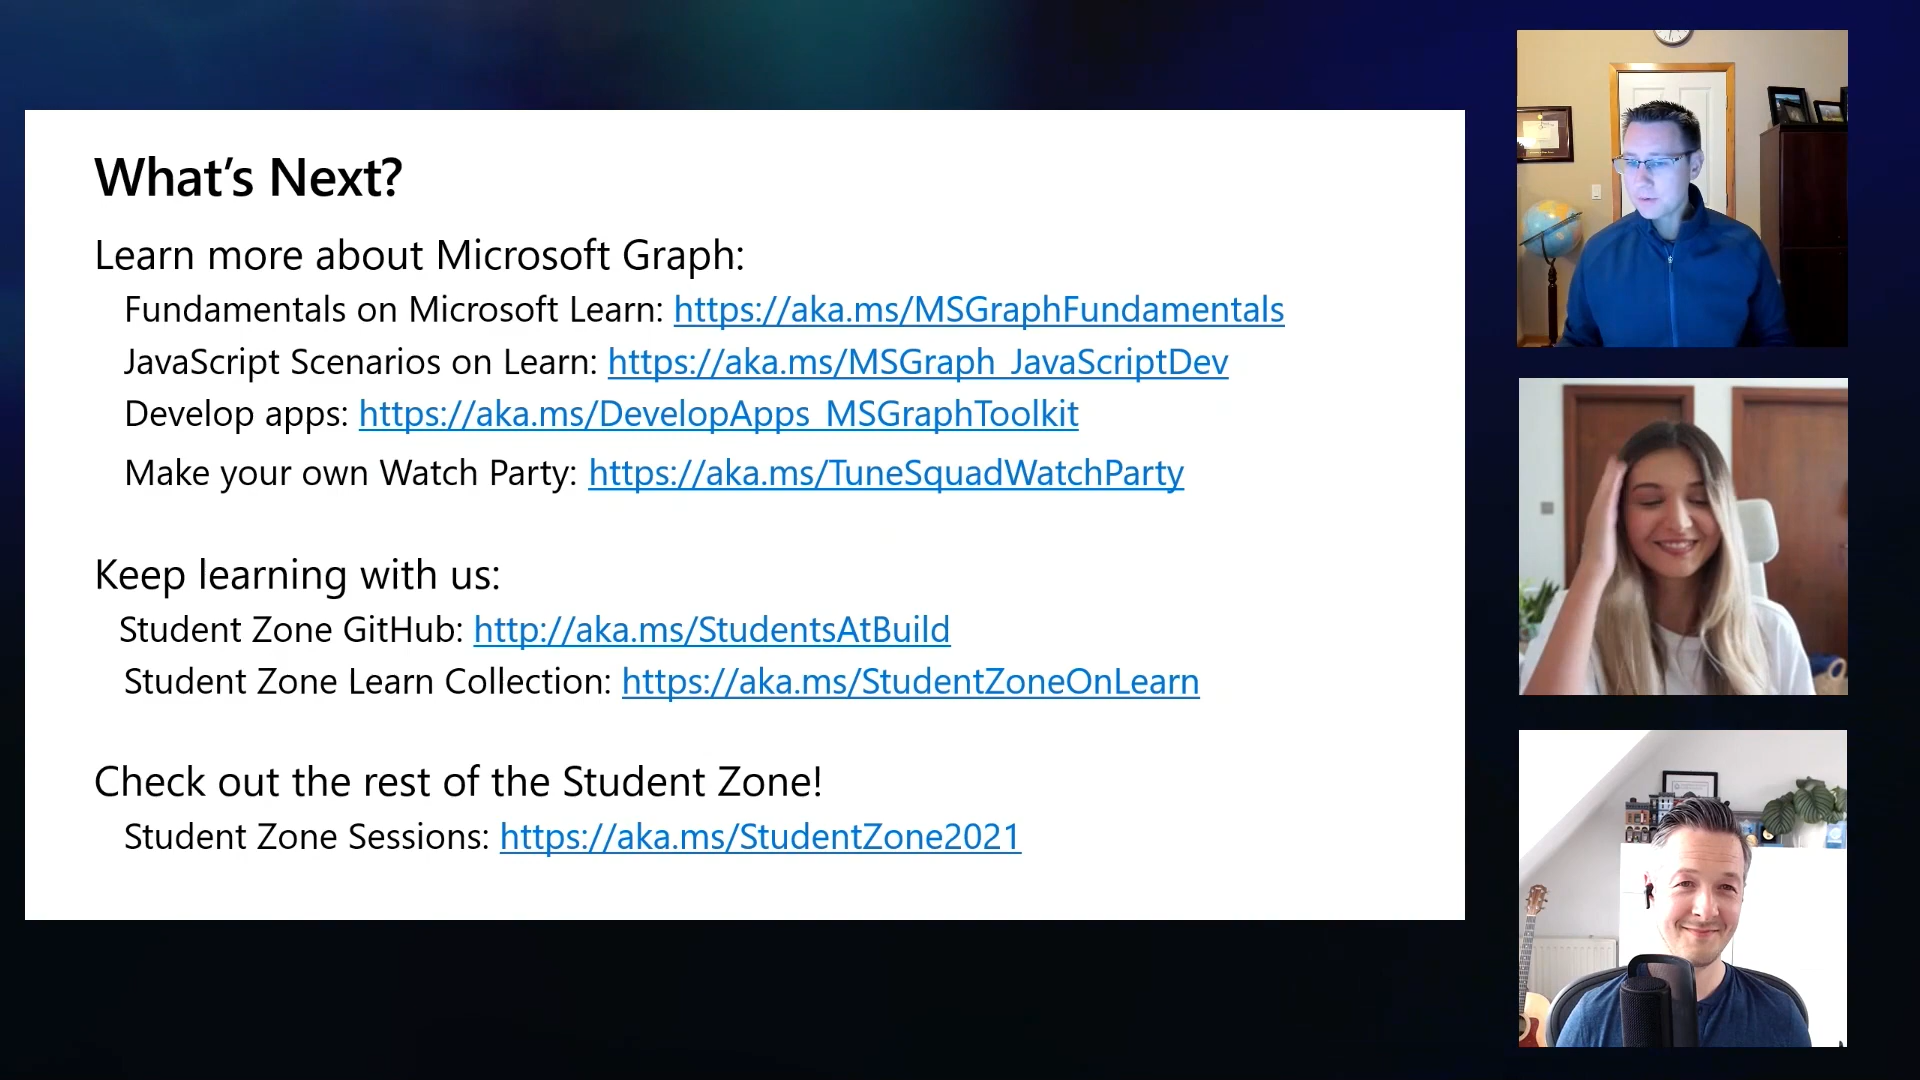 What's Next?
Learn more about Microsoft Graph:
Fundamentals on Microsoft Learn: https://aka.ms/MSGraphFundamentals
JavaScript Scenarios on Learn: https://aka.ms/MSGraph_JavaScriptDev
Develop apps: https://aka.ms/DevelopApps_MSGraphToolkit
Make your own Watch Party: https://aka.ms/TuneSquadWatchParty
Keep learning with us:
Student Zone GitHub: http://aka.ms/StudentsAtBuild
Student Zone Learn Collection: https://aka.ms/StudentZoneOnLearn
Check out the rest of the Student Zone!
Student Zone Sessions: https://aka.ms/StudentZone2021